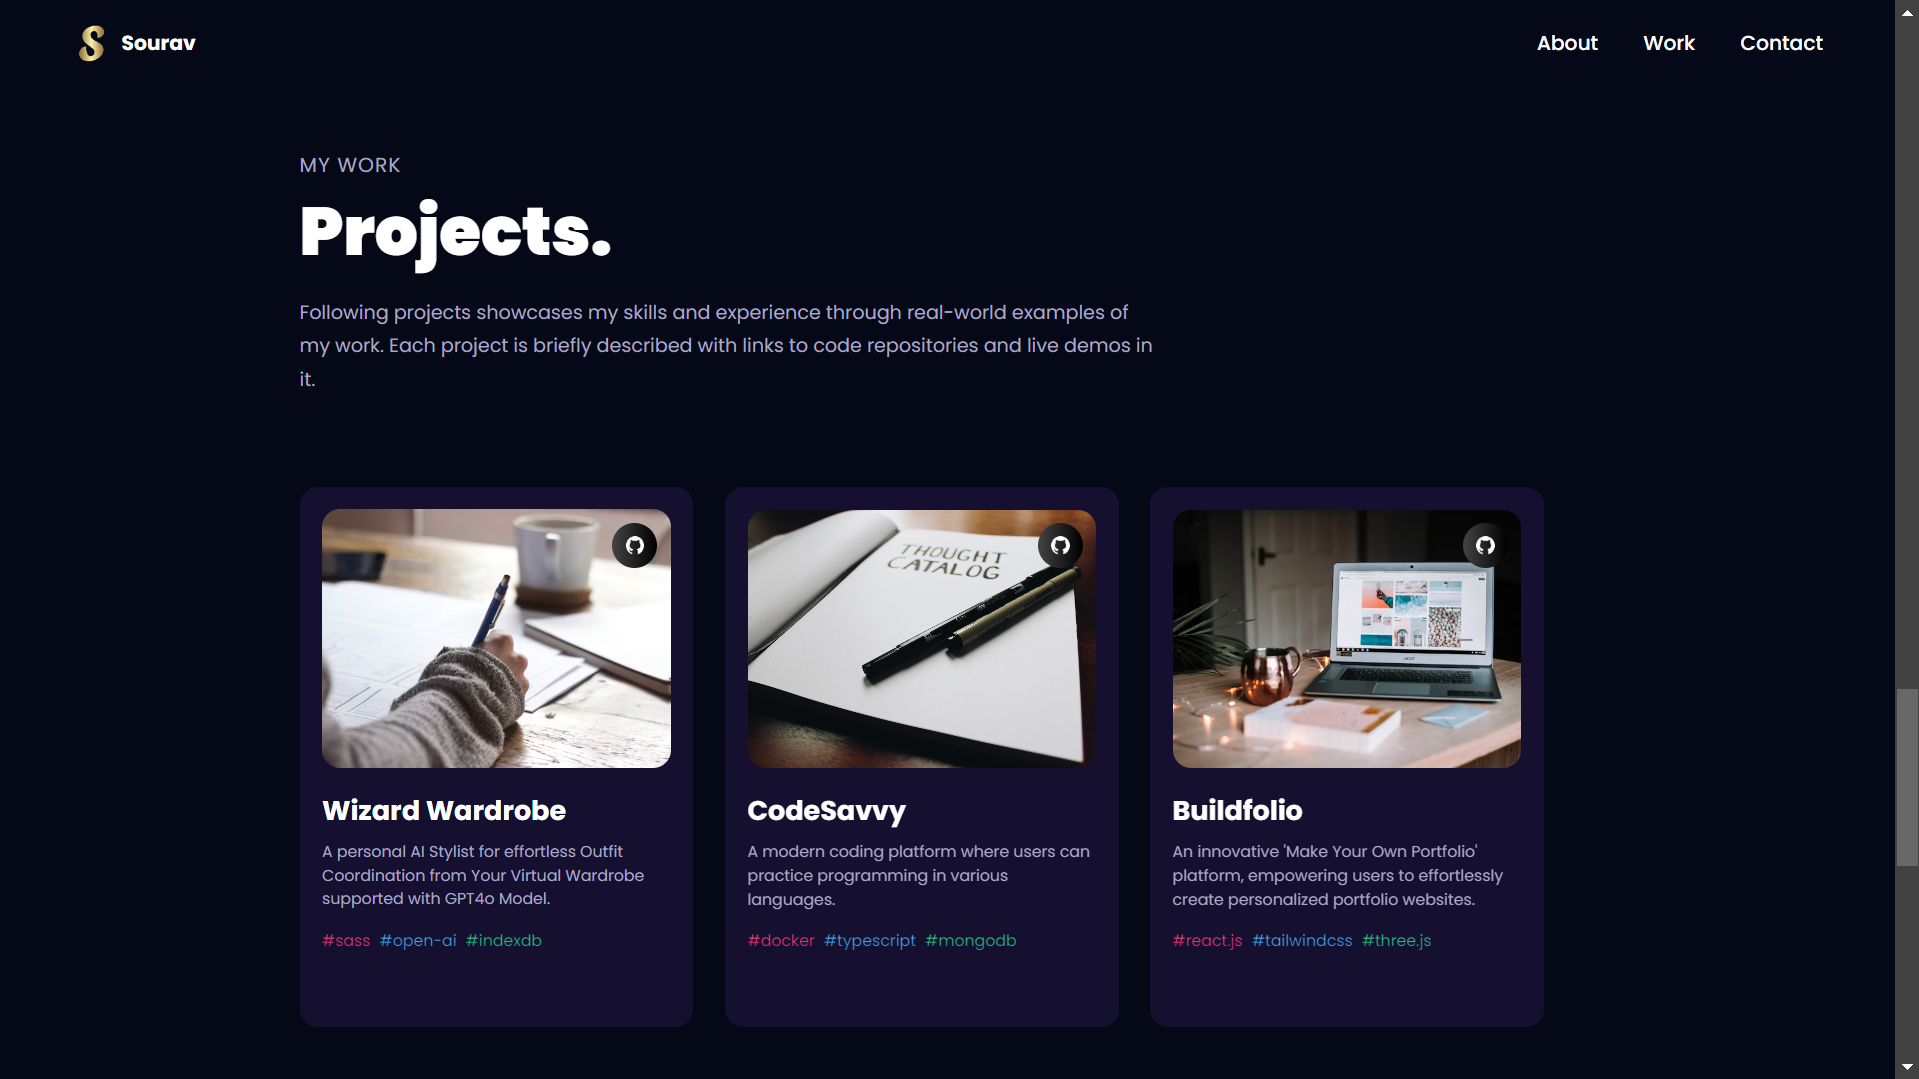 Sourav
About
Work
Contact
MY WORK
Projects.
Following projects showcases my skills and experience through real-world examples of
my work. Each project is briefly described with links to code repositories and live demos in
it.
THOUGHT
CATALOG
acer
Wizard Wardrobe
A personal AI Stylist for effortless Outfit
Coordination from Your Virtual Wardrobe
supported with GPT4o Model.
#sass #open-ai #indexdb
CodeSavvy
A modern coding platform where users can
practice programming in various
languages.
#docker #typescript #mongodb
Buildfolio
An innovative 'Make Your Own Portfolio'
platform, empowering users to effortlessly
create personalized portfolio websites.
#react.js #tailwindcss #three.js